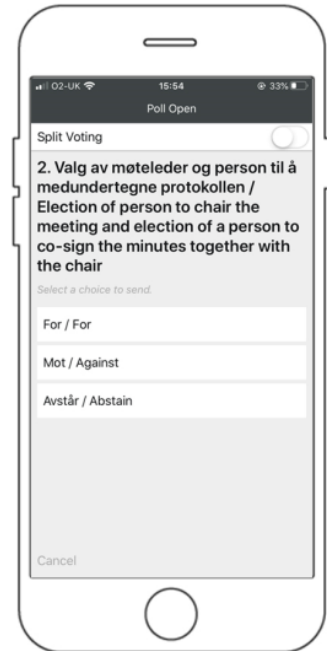 O2-UK 15:54 33%
Poll Open
Split Voting
2. Valg av møteleder og person til å
medundertegne protokollen /
Election of person to chair the
meeting and election of a person to
co-sign the minutes together with
the chair
Select a choice to send.
For / For
Mot / Against
Avstår / Abstain
Cancel